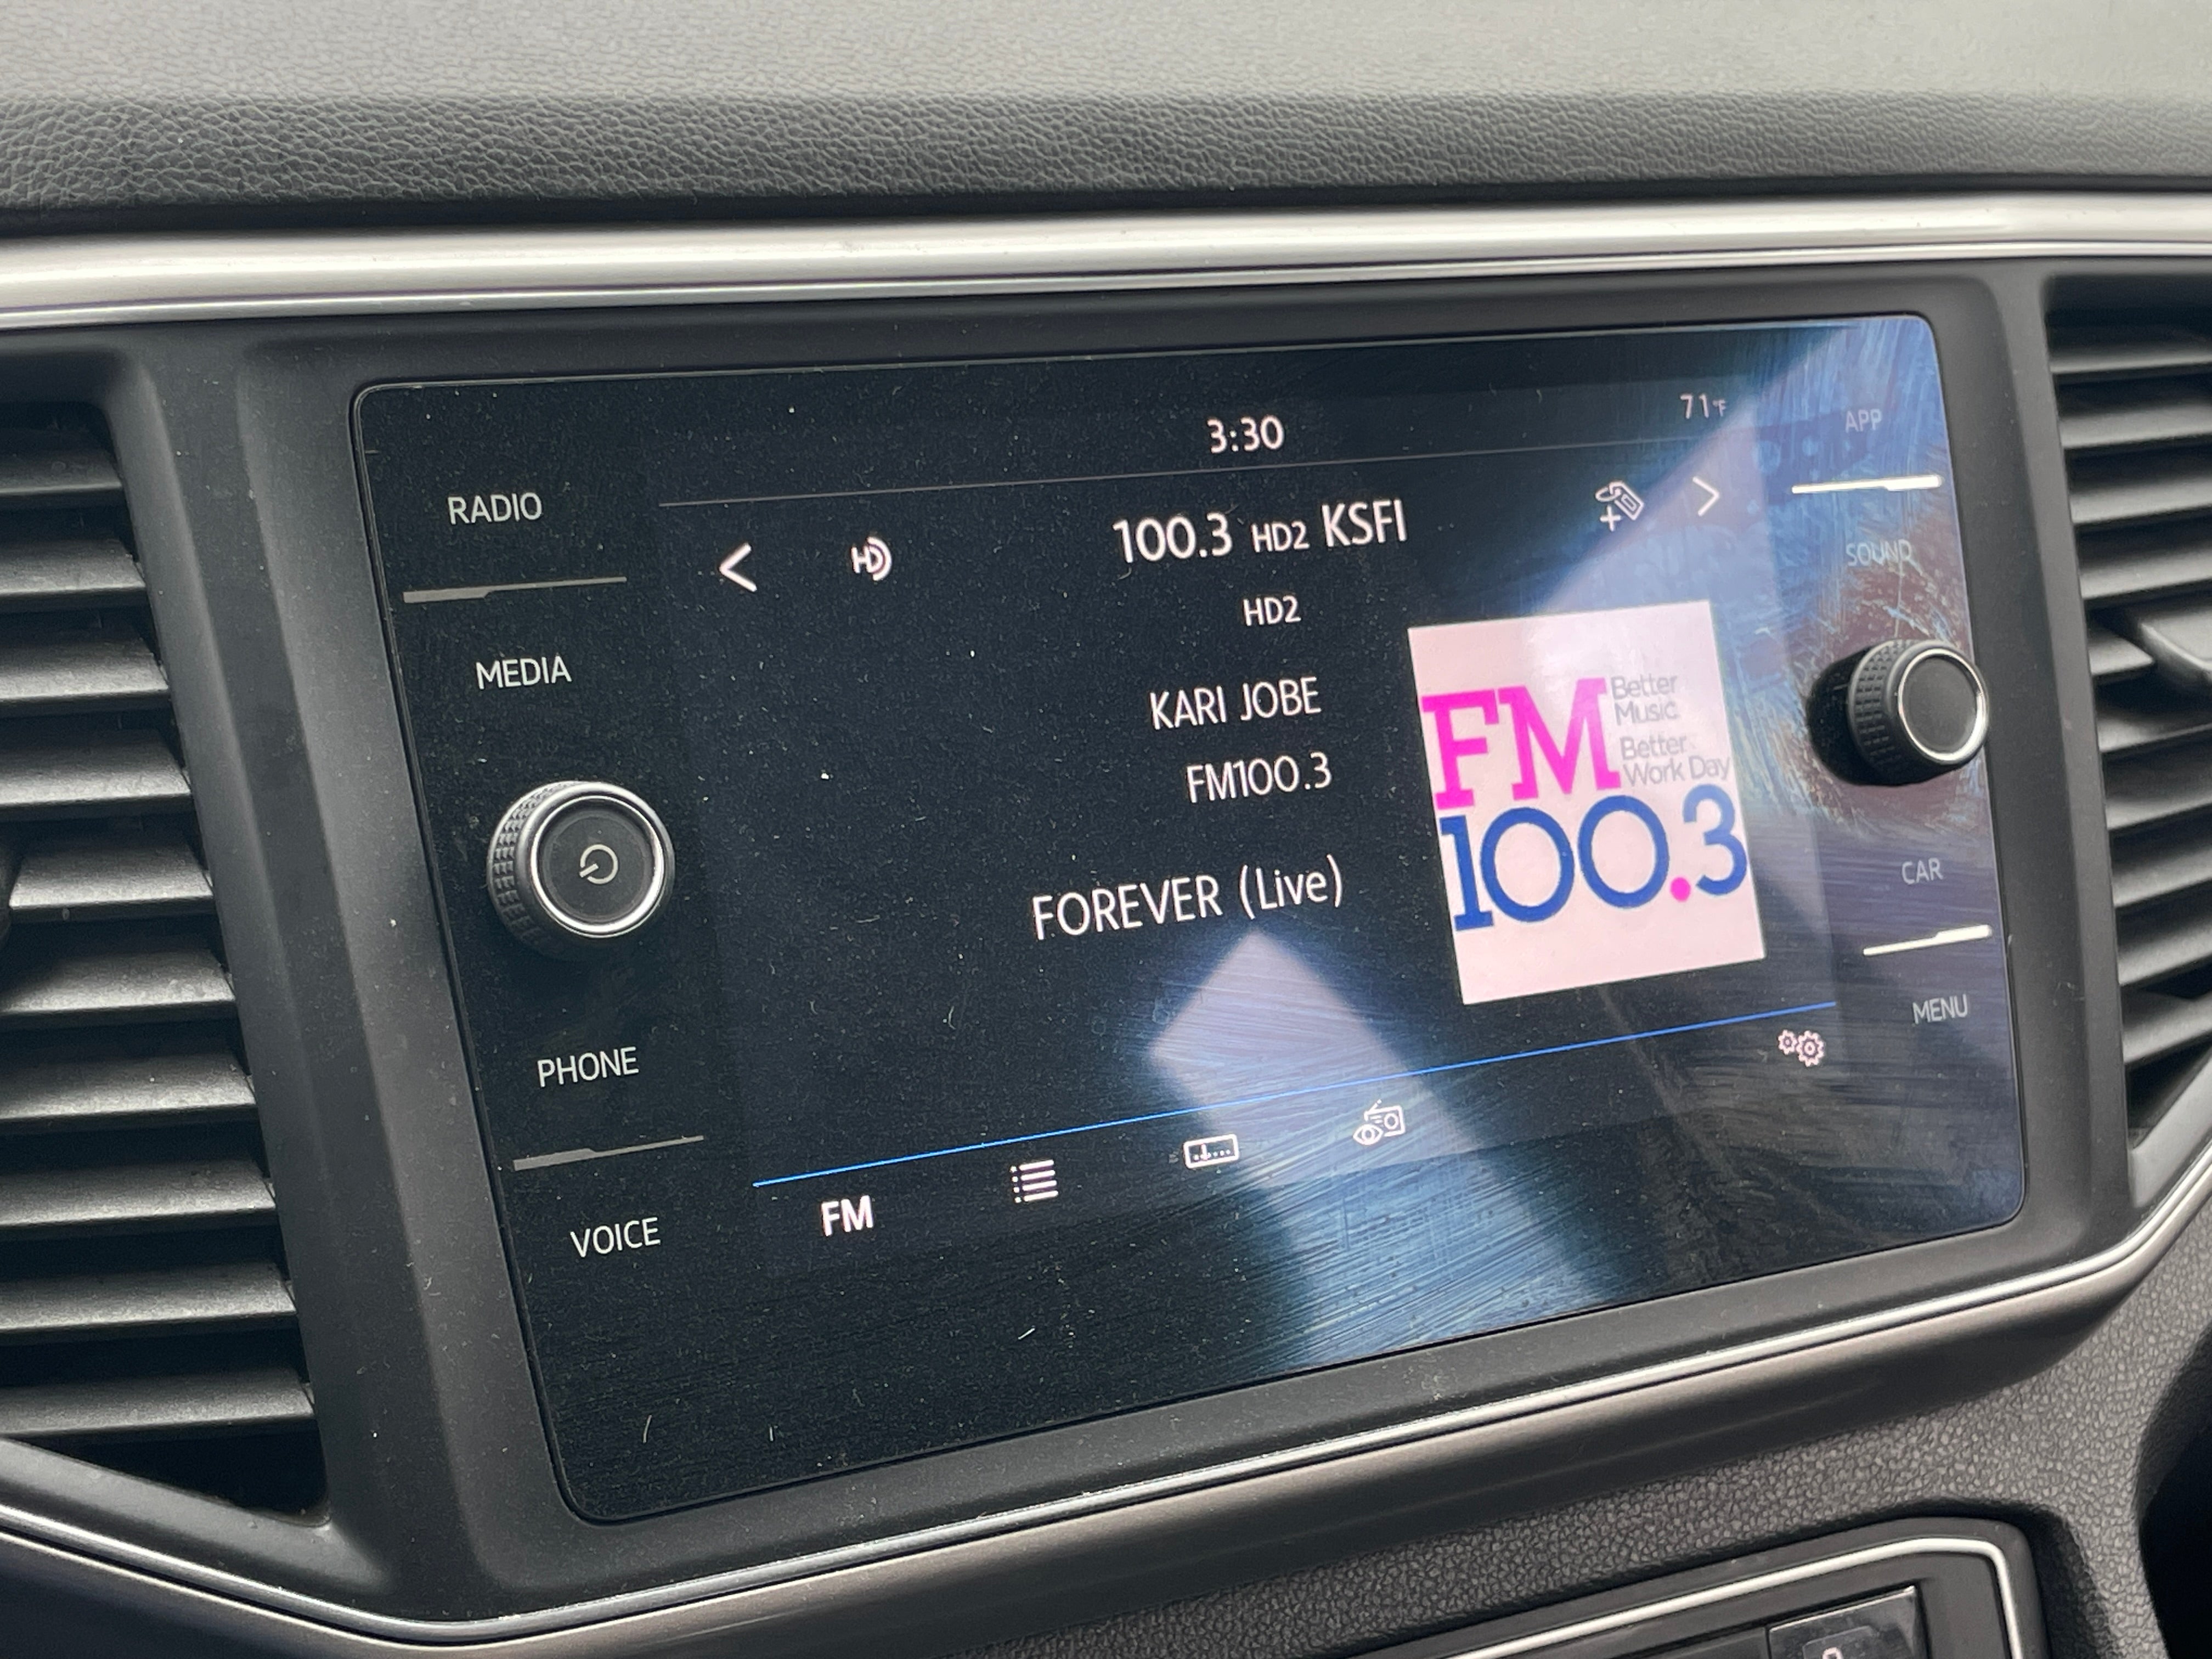 3:30
71°F
100.3 HD2 KSFI
HD2
KARI JOBE
FM100.3
FOREVER (Live)
FM
Better
Music
Better
Work Day
100.3
HD
FM
RADIO
MEDIA
PHONE
VOICE
APP
SOUND
CAR
MENU